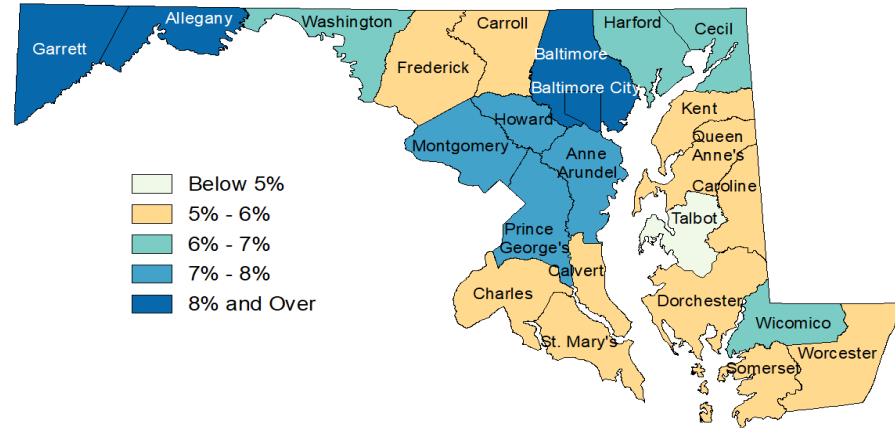 Allegany
Garrett
Washington
Carroll
Harford
Cecil
Frederick
Baltimore
Baltimore City
Kent
Howard
Queen
Anne's
Montgomery
Anne
Arundel
Caroline
Talbot
Prince
George's
Calvert
Charles
Dorchester
St. Mary's
Wicomico
Worcester
Somerset
Below 5%
5% - 6%
6% - 7%
7% - 8%
8% and Over